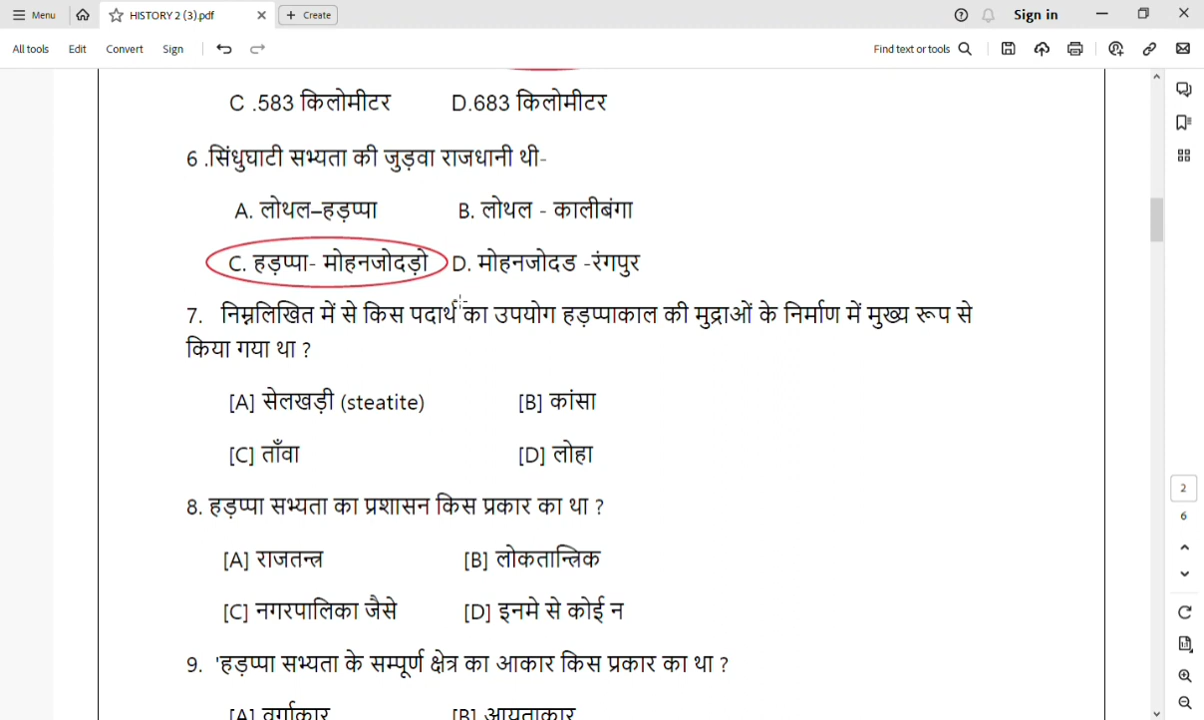 Menu HISTORY 2 (3).pdf + Create Sign in
All tools Edit Convert Sign Find text or tools
C .583 किलोमीटर D.683 किलोमीटर
6 .सिंधुघाटी सभ्यता की जुड़वा राजधानी थी-
A. लोथल–हड़प्पा B. लोथल - कालीबंगा
C. हड़प्पा- मोहनजोदड़ो D. मोहनजोदड -रंगपुर
7. निम्नलिखित में से किस पदार्थ का उपयोग हड़प्पाकाल की मुद्राओं के निर्माण में मुख्य रूप से
किया गया था ?
[A] सेलखड़ी (steatite) [B] कांसा
[C] ताँवा [D] लोहा
8. हड़प्पा सभ्यता का प्रशासन किस प्रकार का था ?
[A] राजतन्त्र [B] लोकतान्त्रिक
[C] नगरपालिका जैसे [D] इनमे से कोई न
2
6
9. 'हड़प्पा सभ्यता के सम्पूर्ण क्षेत्र का आकार किस प्रकार का था ?
[A] वर्गाकार [B] आयताकार